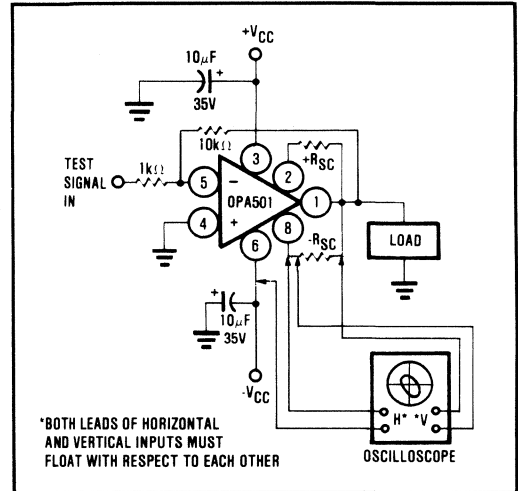 +VCC
10µF
+
35V
10kΩ
3
+RSC
2
TEST
SIGNAL
IN
1kΩ
5
−
OPA501
1
4
+
8
6
-RSC
LOAD
+
10µF
35V
-VCC
H* *V
OSCILLOSCOPE
*BOTH LEADS OF HORIZONTAL
AND VERTICAL INPUTS MUST
FLOAT WITH RESPECT TO EACH OTHER